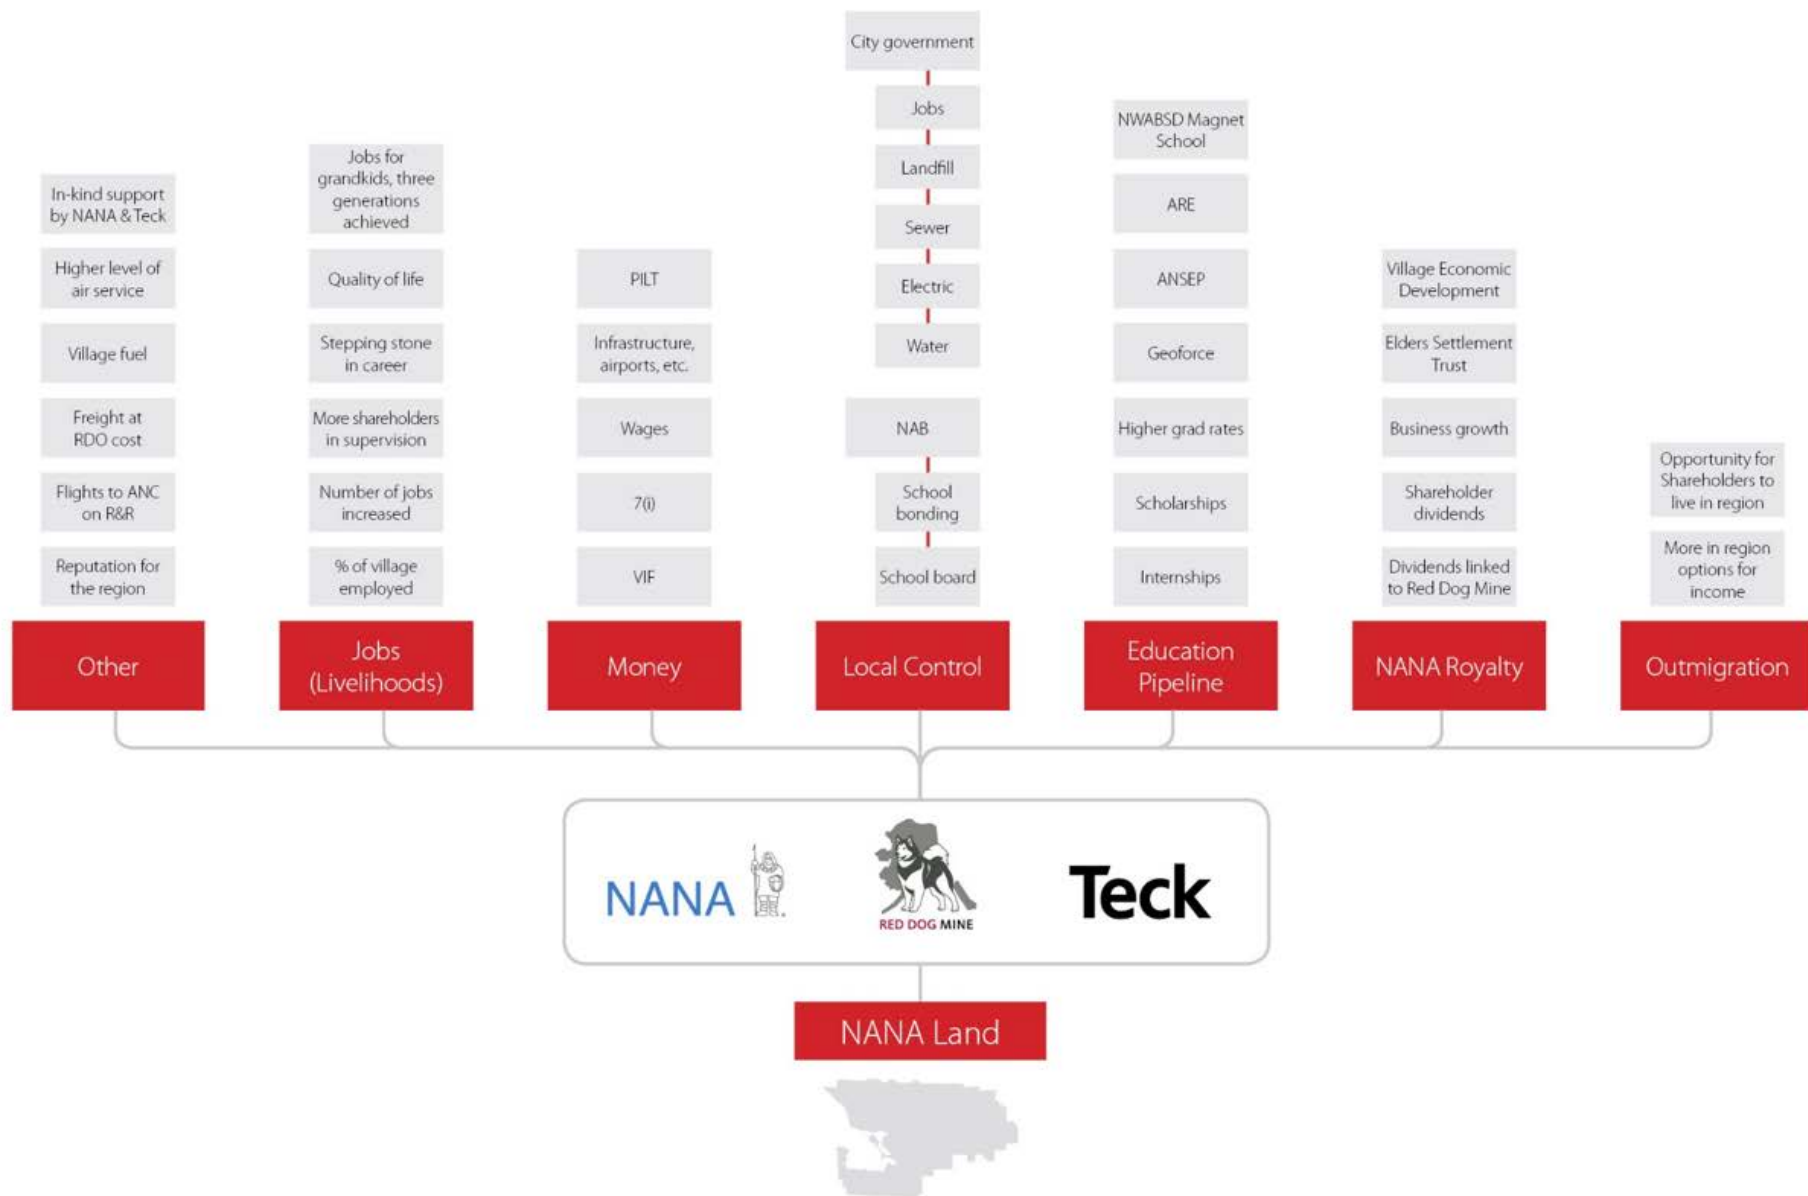 City government
Jobs
Landfill
Sewer
Electric
Water
NAB
School
bonding
School board
In-kind support
by NANA & Teck
Higher level of
air service
Village fuel
Freight at
RDO cost
Flights to ANC
on R&R
Reputation for
the region
Other
Jobs for
grandkids, three
generations
achieved
Quality of life
Stepping stone
in career
More shareholders
in supervision
Number of jobs
increased
% of village
employed
Jobs
(Livelihoods)
PILT
Infrastructure,
airports, etc.
Wages
7(i)
VIF
Money
Local Control
NWABSD Magnet
School
ARE
ANSEP
Geoforce
Higher grad rates
Scholarships
Internships
Education
Pipeline
Village Economic
Development
Elders Settlement
Trust
Business growth
Shareholder
dividends
Dividends linked
to Red Dog Mine
NANA Royalty
Opportunity for
Shareholders to
live in region
More in region
options for
income
Outmigration
NANA
RED DOG MINE
Teck
NANA Land